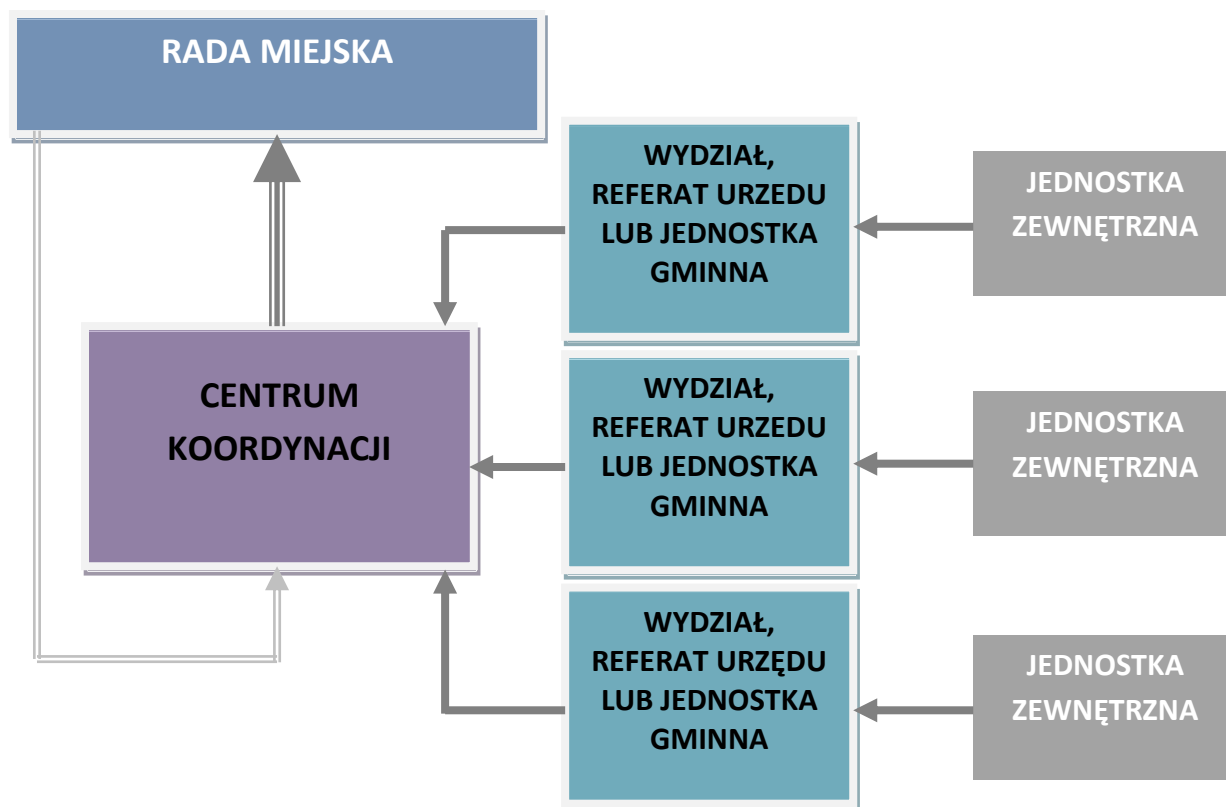 RADA MIEJSKA
WYDZIAŁ,
REFERAT URZEDU
LUB JEDNOSTKA
GMINNA
JEDNOSTKA
ZEWNĘTRZNA
CENTRUM
KOORDYNACJI
WYDZIAŁ,
REFERAT URZEDU
LUB JEDNOSTKA
GMINNA
JEDNOSTKA
ZEWNĘTRZNA
WYDZIAŁ,
REFERAT URZĘDU
LUB JEDNOSTKA
GMINNA
JEDNOSTKA
ZEWNĘTRZNA